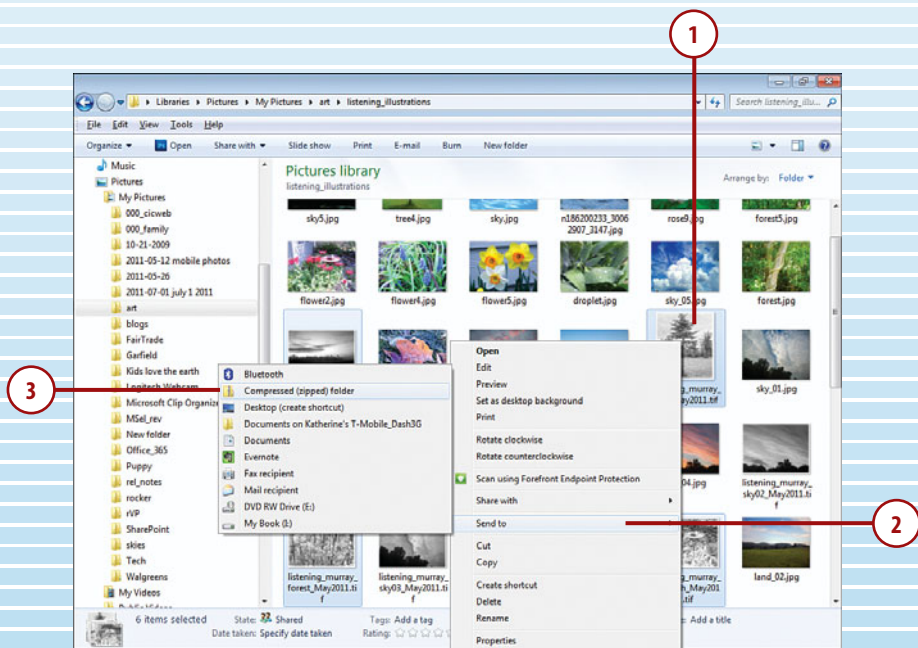 1
Libraries ▸ Pictures ▸ My Pictures ▸ art ▸ listening_illustrations
Search listening_illu...
File Edit View Tools Help
Organize Open Share with Slide show Print E-mail Burn New folder
Music
Pictures
My Pictures
000_cicweb
000_family
10-21-2009
2011-05-12 mobile photos
2011-05-26
2011-07-01 july 1 2011
art
blogs
FairTrade
Garfield
Kids love the earth
Logitech Webcam
Microsoft Clip Organize
MSel_rev
New folder
Office_365
Puppy
rel_notes
rocker
rVP
SharePoint
skies
Tech
Walgreens
My Videos
Pictures library
listening_illustrations
Arrange by: Folder
sky5.jpg
tree4.jpg
sky.jpg
n186200233_3006
2907_3147.jpg
rose9.jpg
forest5.jpg
flower2.jpg
flower4.jpg
flower5.jpg
droplet.jpg
sky_05.jpg
forest.jpg
g_murray_
ay2011.tif
sky_01.jpg
04.jpg
listening_murray_
sky02_May2011.ti
f
listening_murray_
forest_May2011.ti
f
listening_murray_
sky03_May2011.ti
f
g_murray_
h_May201
.tif
land_02.jpg
3
Bluetooth
Compressed (zipped) folder
Desktop (create shortcut)
Documents on Katherine's T-Mobile_Dash3G
Documents
Evernote
Fax recipient
Mail recipient
DVD RW Drive (E:)
My Book (I:)
Open
Edit
Preview
Set as desktop background
Print
Rotate clockwise
Rotate counterclockwise
Scan using Forefront Endpoint Protection
Share with
Send to
2
Cut
Copy
Create shortcut
Delete
Rename
Properties
6 items selected
State: Shared
Tags: Add a tag
Add a title
Date taken: Specify date taken
Rating: